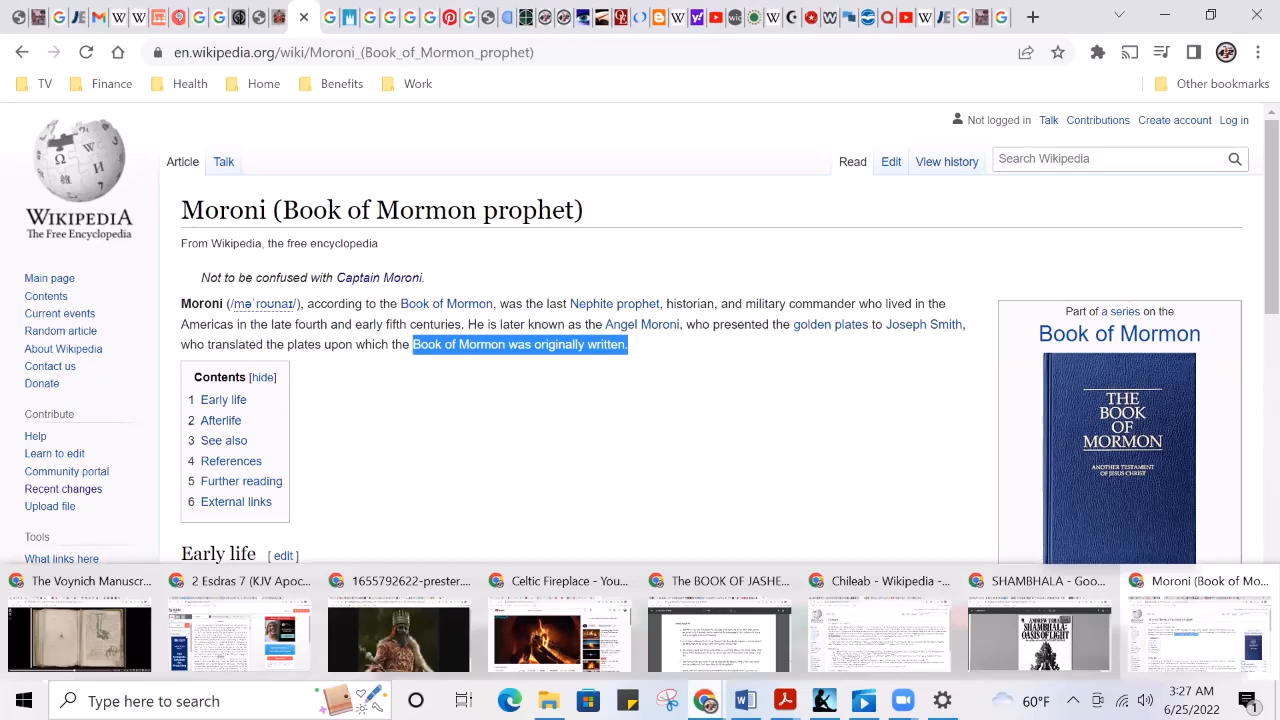 en.wikipedia.org/wiki/Moroni_(Book_of_Mormon_prophet)
TV Finance Health Home Benefits Work Other bookmarks
Not logged in Talk Contributions Create account Log in
Article Talk Read Edit View history Search Wikipedia
WIKIPEDIA
The Free Encyclopedia
Moroni (Book of Mormon prophet)
From Wikipedia, the free encyclopedia
Not to be confused with Captain Moroni.
Moroni (/məˈroʊnaɪ/), according to the Book of Mormon, was the last Nephite prophet, historian, and military commander who lived in the
Americas in the late fourth and early fifth centuries. He is later known as the Angel Moroni, who presented the golden plates to Joseph Smith,
who translated the plates upon which the Book of Mormon was originally written.
Contents [hide]
1 Early life
2 Afterlife
3 See also
4 References
5 Further reading
6 External links
Early life [ edit ]
Main page
Contents
Current events
Random article
About Wikipedia
Contact us
Donate
Contribute
Help
Learn to edit
Community portal
Recent changes
Upload file
Tools
What links here
Part of a series on the
Book of Mormon
THE
BOOK
OF
MORMON
ANOTHER TESTAMENT
OF JESUS CHRIST
The Voynich Manuscr... 2 Esdras 7 (KJV Apoc... 1655792622-prester.... Celtic Fireplace - You... The BOOK OF JASHE... Chileab - Wikipedia -... SHAMBHALA - Goo... Moroni (Book of Mo...
Type here to search
60°F
3:27 AM
6/25/2022
1